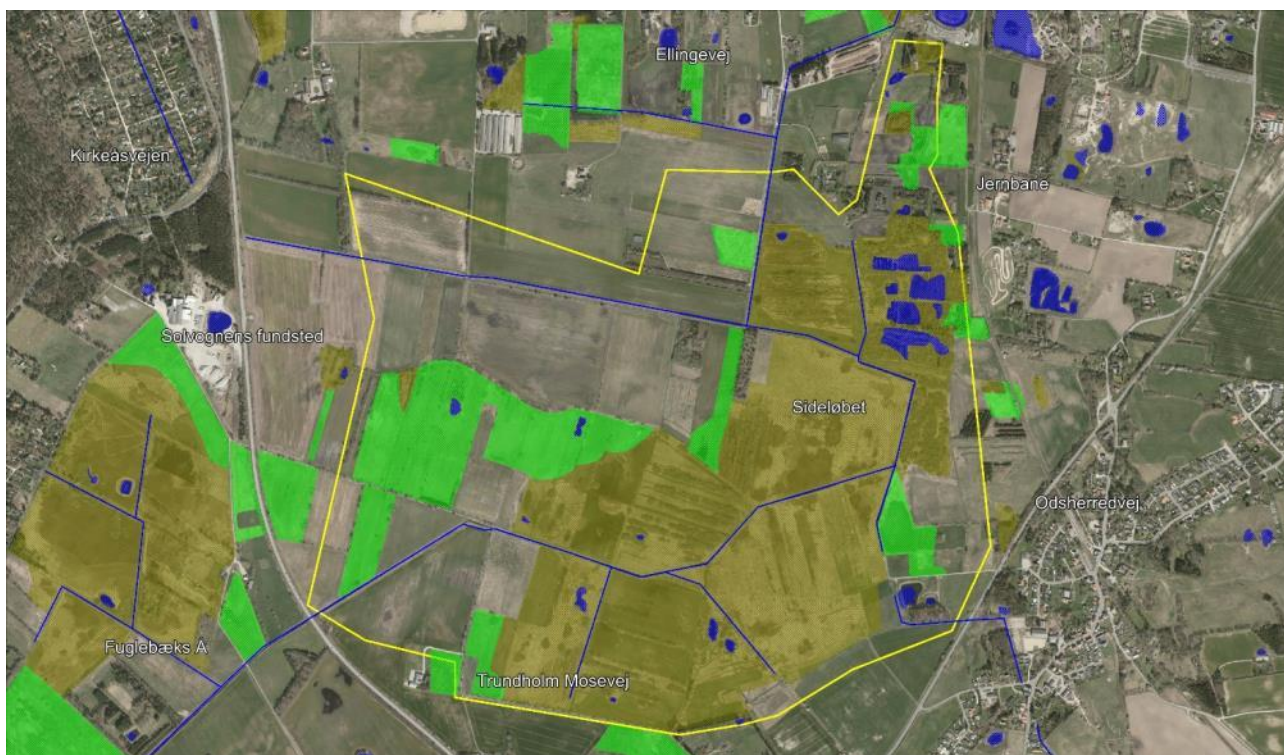 Ellingevej
Kirkeåsvejen
Jernbane
Solvognens fundsted
Sideløbet
Odsherredvej
Fuglebæks Å
Trundholm Mosevej